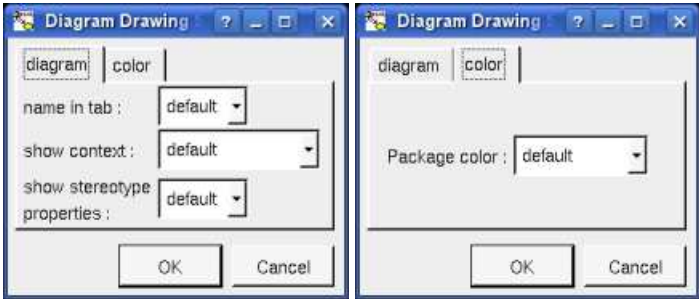 Diagram Drawing
diagram color
name in tab : default
show context : default
show stereotype
properties : default
OK Cancel
Diagram Drawing
diagram color
Package color : default
OK Cancel